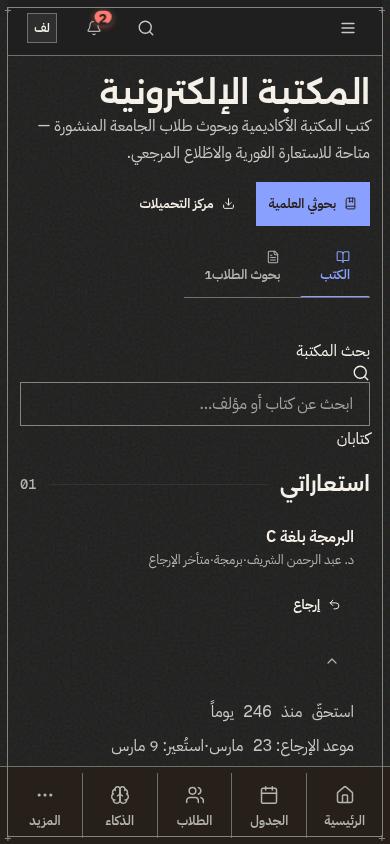 لف
2
المكتبة الإلكترونية
كتب المكتبة الأكاديمية وبحوث طلاب الجامعة المنشورة —
متاحة للاستعارة الفورية والاطّلاع المرجعي.
بحوثي العلمية
مركز التحميلات
الكتب
بحوث الطلاب1
بحث المكتبة
ابحث عن كتاب أو مؤلف...
كتابان
استعاراتي
01
البرمجة بلغة C
د. عبد الرحمن الشريف·برمجة·متأخر الإرجاع
إرجاع
استحقّ منذ 246 يوماً
موعد الإرجاع: 23 مارس·استُعير: 9 مارس
الرئيسية
الجدول
الطلاب
الذكاء
المزيد